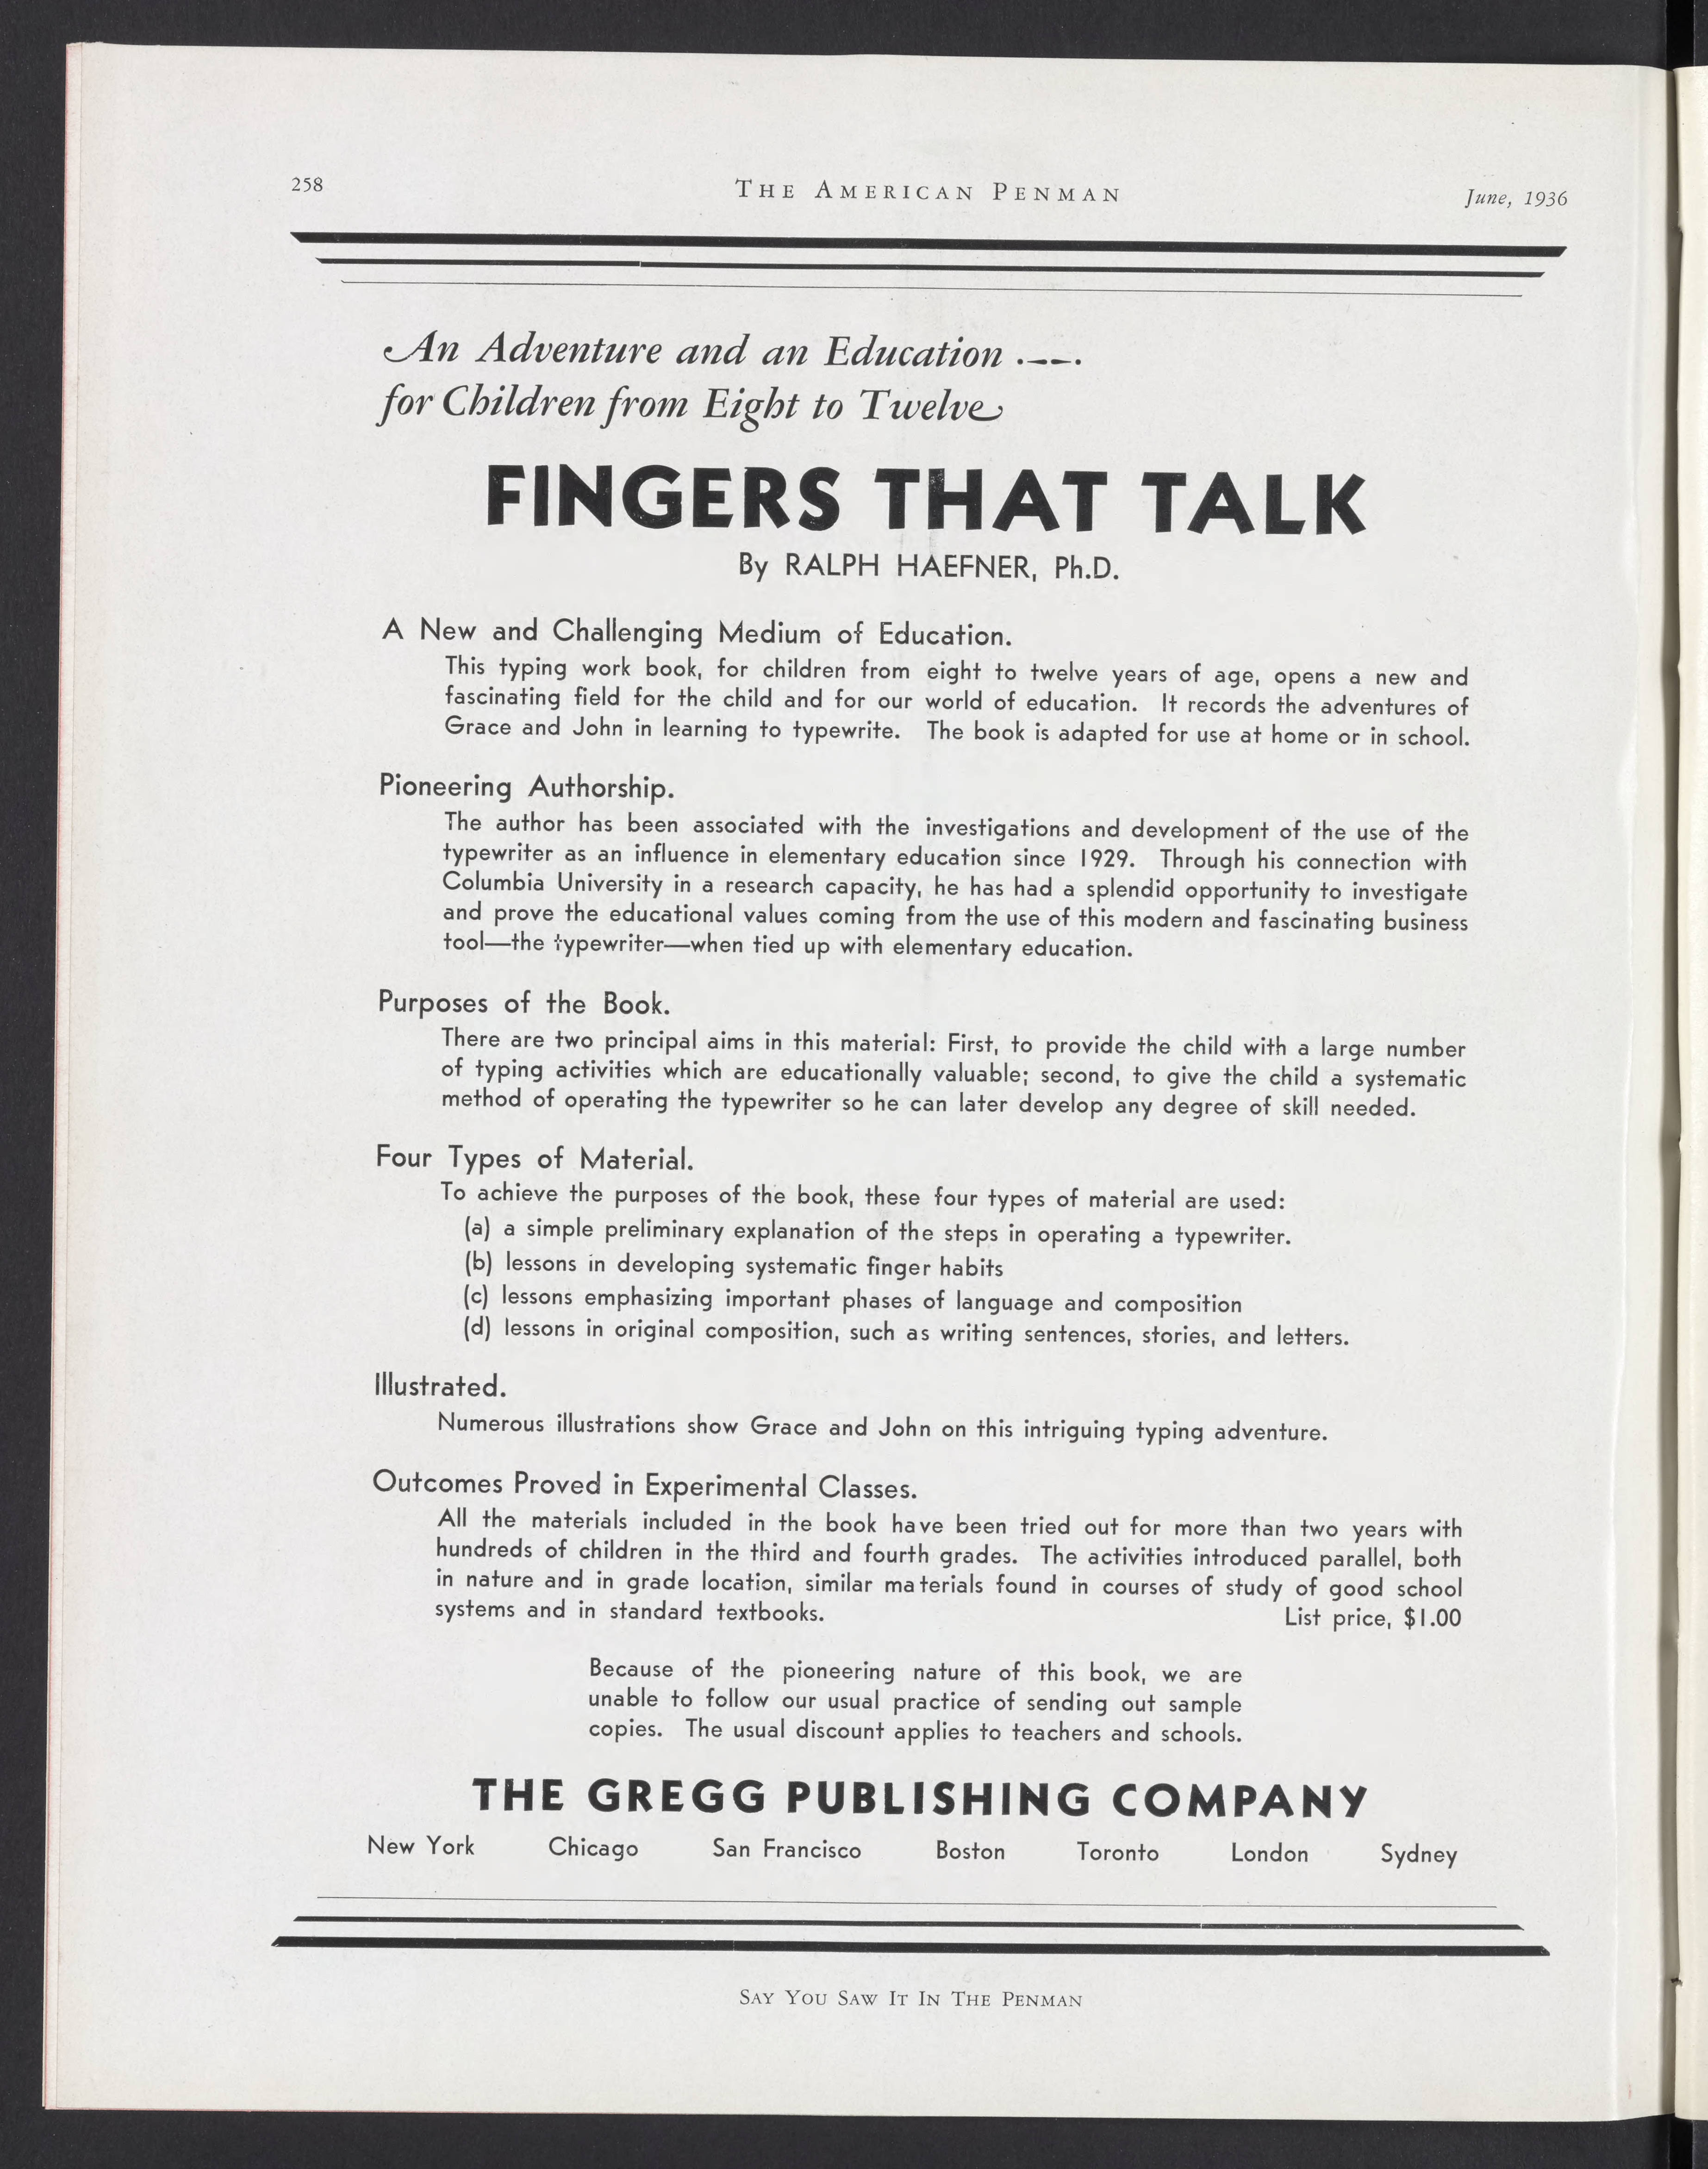 258
THE AMERICAN PENMAN
June, 1936
An Adventure and an Education .——.
for Children from Eight to Twelve
FINGERS THAT TALK
By RALPH HAEFNER, Ph.D.
A New and Challenging Medium of Education.
This typing work book, for children from eight to twelve years of age, opens a new and
fascinating field for the child and for our world of education. It records the adventures of
Grace and John in learning to typewrite. The book is adapted for use at home or in school.
Pioneering Authorship.
The author has been associated with the investigations and development of the use of the
typewriter as an influence in elementary education since 1929. Through his connection with
Columbia University in a research capacity, he has had a splendid opportunity to investigate
and prove the educational values coming from the use of this modern and fascinating business
tool—the typewriter—when tied up with elementary education.
Purposes of the Book.
There are two principal aims in this material: First, to provide the child with a large number
of typing activities which are educationally valuable; second, to give the child a systematic
method of operating the typewriter so he can later develop any degree of skill needed.
Four Types of Material.
To achieve the purposes of the book, these four types of material are used:
(a) a simple preliminary explanation of the steps in operating a typewriter.
(b) lessons in developing systematic finger habits
(c) lessons emphasizing important phases of language and composition
(d) lessons in original composition, such as writing sentences, stories, and letters.
Illustrated.
Numerous illustrations show Grace and John on this intriguing typing adventure.
Outcomes Proved in Experimental Classes.
All the materials included in the book have been tried out for more than two years with
hundreds of children in the third and fourth grades. The activities introduced parallel, both
in nature and in grade location, similar materials found in courses of study of good school
systems and in standard textbooks. List price, $1.00
Because of the pioneering nature of this book, we are
unable to follow our usual practice of sending out sample
copies. The usual discount applies to teachers and schools.
THE GREGG PUBLISHING COMPANY
New York Chicago San Francisco Boston Toronto London Sydney
SAY YOU SAW IT IN THE PENMAN